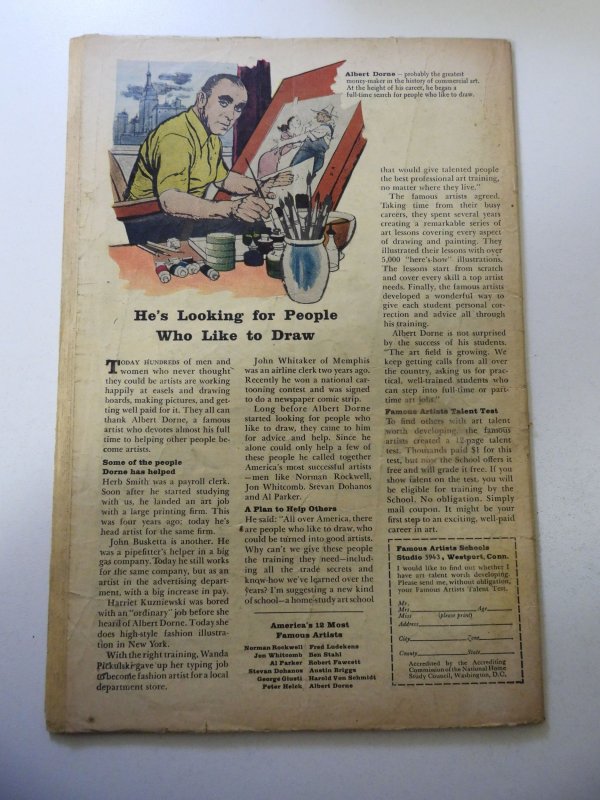 Albert Dorne — probably the greatest
money-maker in the history of commercial art.
At the height of his career, he began a
full-time search for people who like to draw.
He's Looking for People
Who Like to Draw
TODAY HUNDREDS of men and
women who never thought
they could be artists are working
happily at easels and drawing
boards, making pictures, and get-
ting well paid for it. They all can
thank Albert Dorne, a famous
artist who devotes almost his full
time to helping other people be-
come artists.
Some of the people
Dorne has helped
Herb Smith was a payroll clerk.
Soon after he started studying
with us, he landed an art job
with a large printing firm. This
was four years ago; today he's
head artist for the same firm.
John Busketta is another. He
was a pipefitter's helper in a big
gas company. Today he still works
for the same company, but as an
artist in the advertising depart-
ment, with a big increase in pay.
Harriet Kuzniewski was bored
with an "ordinary" job before she
heard of Albert Dorne. Today she
does high-style fashion illustra-
tion in New York.
With the right training, Wanda
Pickulski gave up her typing job
to become fashion artist for a local
department store.
John Whitaker of Memphis
was an airline clerk two years ago.
Recently he won a national car-
tooning contest and was signed
to do a newspaper comic strip.
Long before Albert Dorne
started looking for people who
like to draw, they came to him
for advice and help. Since he
alone could only help a few of
these people he called together
America's most successful artists
—men like Norman Rockwell,
Jon Whitcomb, Stevan Dohanos
and Al Parker.
A Plan to Help Others
He said: "All over America, there
are people who like to draw, who
could be turned into good artists.
Why can't we give these people
the training they need—includ-
ing all the trade secrets and
know-how we've learned over the
years? I'm suggesting a new kind
of school—a home-study art school
America's 12 Most
Famous Artists
Norman Rockwell Fred Ludekens
Jon Whitcomb Ben Stahl
Al Parker Robert Fawcett
Stevan Dohanos Austin Briggs
George Giusti Harold Von Schmidt
Peter Helck Albert Dorne
that would give talented people
the best professional art training,
no matter where they live."
The famous artists agreed.
Taking time from their busy
careers, they spent several years
creating a remarkable series of
art lessons covering every aspect
of drawing and painting. They
illustrated their lessons with over
5,000 "here's-how" illustrations.
The lessons start from scratch
and cover every skill a top artist
needs. Finally, the famous artists
developed a wonderful way to
give each student personal cor-
rection and advice all through
his training.
Albert Dorne is not surprised
by the success of his students.
"The art field is growing. We
keep getting calls from all over
the country, asking us for prac-
tical, well-trained students who
can step into full-time or part-
time art jobs."
Famous Artists Talent Test
To find others with art talent
worth developing, the famous
artists created a 12-page talent
test. Thousands paid $1 for this
test, but now the School offers it
free and will grade it free. If you
show talent on the test, you will
be eligible for training by the
School. No obligation. Simply
mail coupon. It might be your
first step to an exciting, well-paid
career in art.
Famous Artists Schools
Studio 5943, Westport, Conn.
I would like to find out whether I
have art talent worth developing.
Please send me, without obligation,
your Famous Artists Talent Test.
Mr.
Mrs. Age
Miss (please print)
Address
City Zone
County State
Accredited by the Accrediting
Commission of the National Home
Study Council, Washington, D.C.